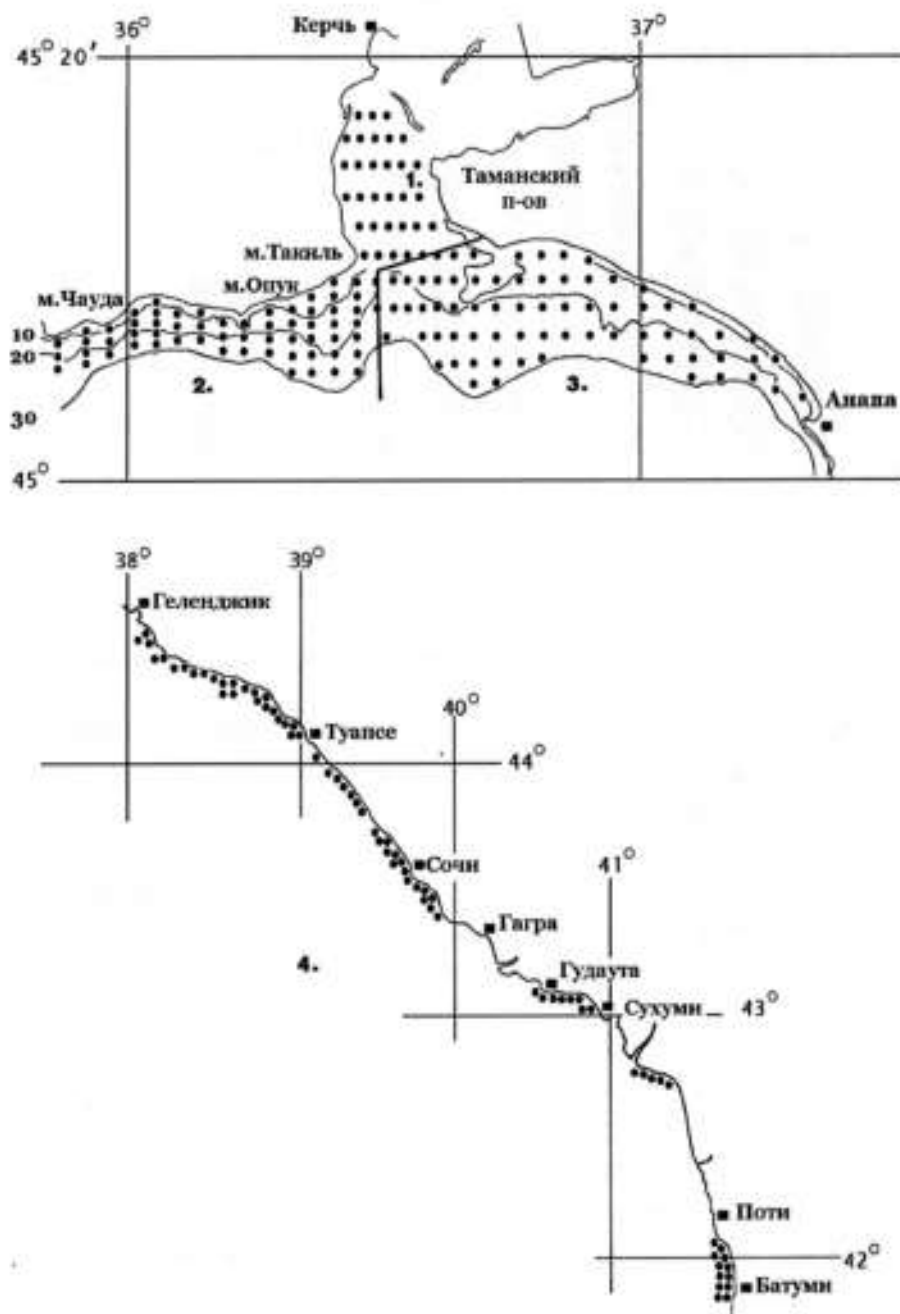 36°
Керчь
37°
45° 20′
1.
Таманский
п-ов
м.Такиль
м.Опук
м.Чауда
10
20
2.
3.
Анапа
30
45°
38°
39°
Геленджик
40°
Туапсе
44°
41°
Сочи
Гагра
4.
Гудаута
Сухуми
43°
Поти
42°
Батуми